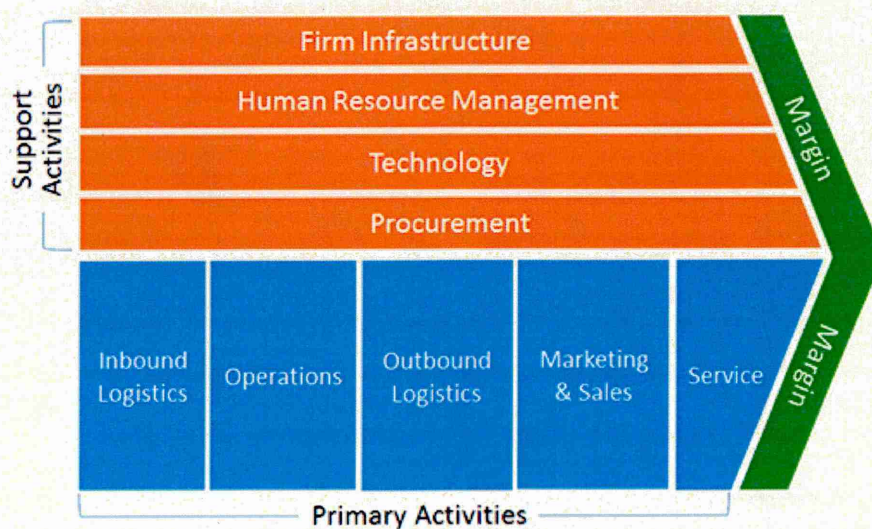 Support
Activities
Firm Infrastructure
Human Resource Management
Technology
Procurement
Margin
Inbound
Logistics
Operations
Outbound
Logistics
Marketing
& Sales
Service
Margin
Primary Activities